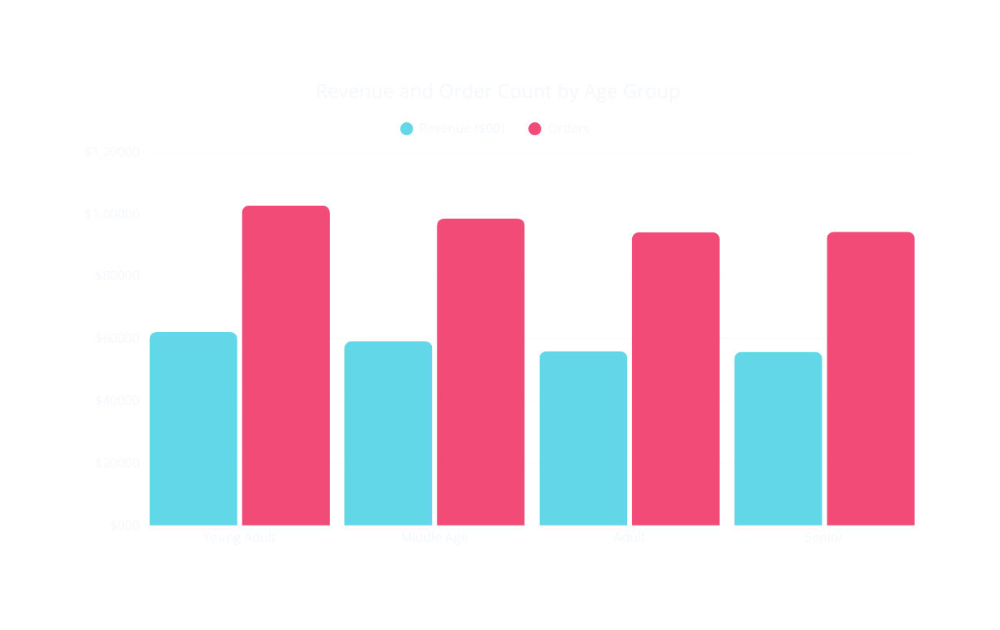 Revenue and Order Count by Age Group
Revenue ($00) Orders
$1,20000
$1,00000
$80000
$60000
$40000
$20000
$000
Young Adult Middle Age Adult Senior